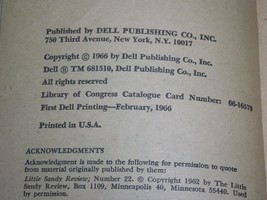 Published by DELL PUBLISHING CO., INC.
750 Third Avenue, New York, N.Y. 10017
Copyright © 1966 by Dell Publishing Co., Inc.
Dell ® TM 681510, Dell Publishing Co., Inc.
All rights reserved
Library of Congress Catalogue Card Number: 66-16578
First Dell Printing—February, 1966
Printed in U.S.A.
ACKNOWLEDGMENTS
Acknowledgment is made to the following for permission to quote
from material originally published by them:
Little Sandy Review; Number 22. © Copyright 1962 by The Little
Sandy Review, Box 1109, Minneapolis 40, Minnesota 55440. Used by